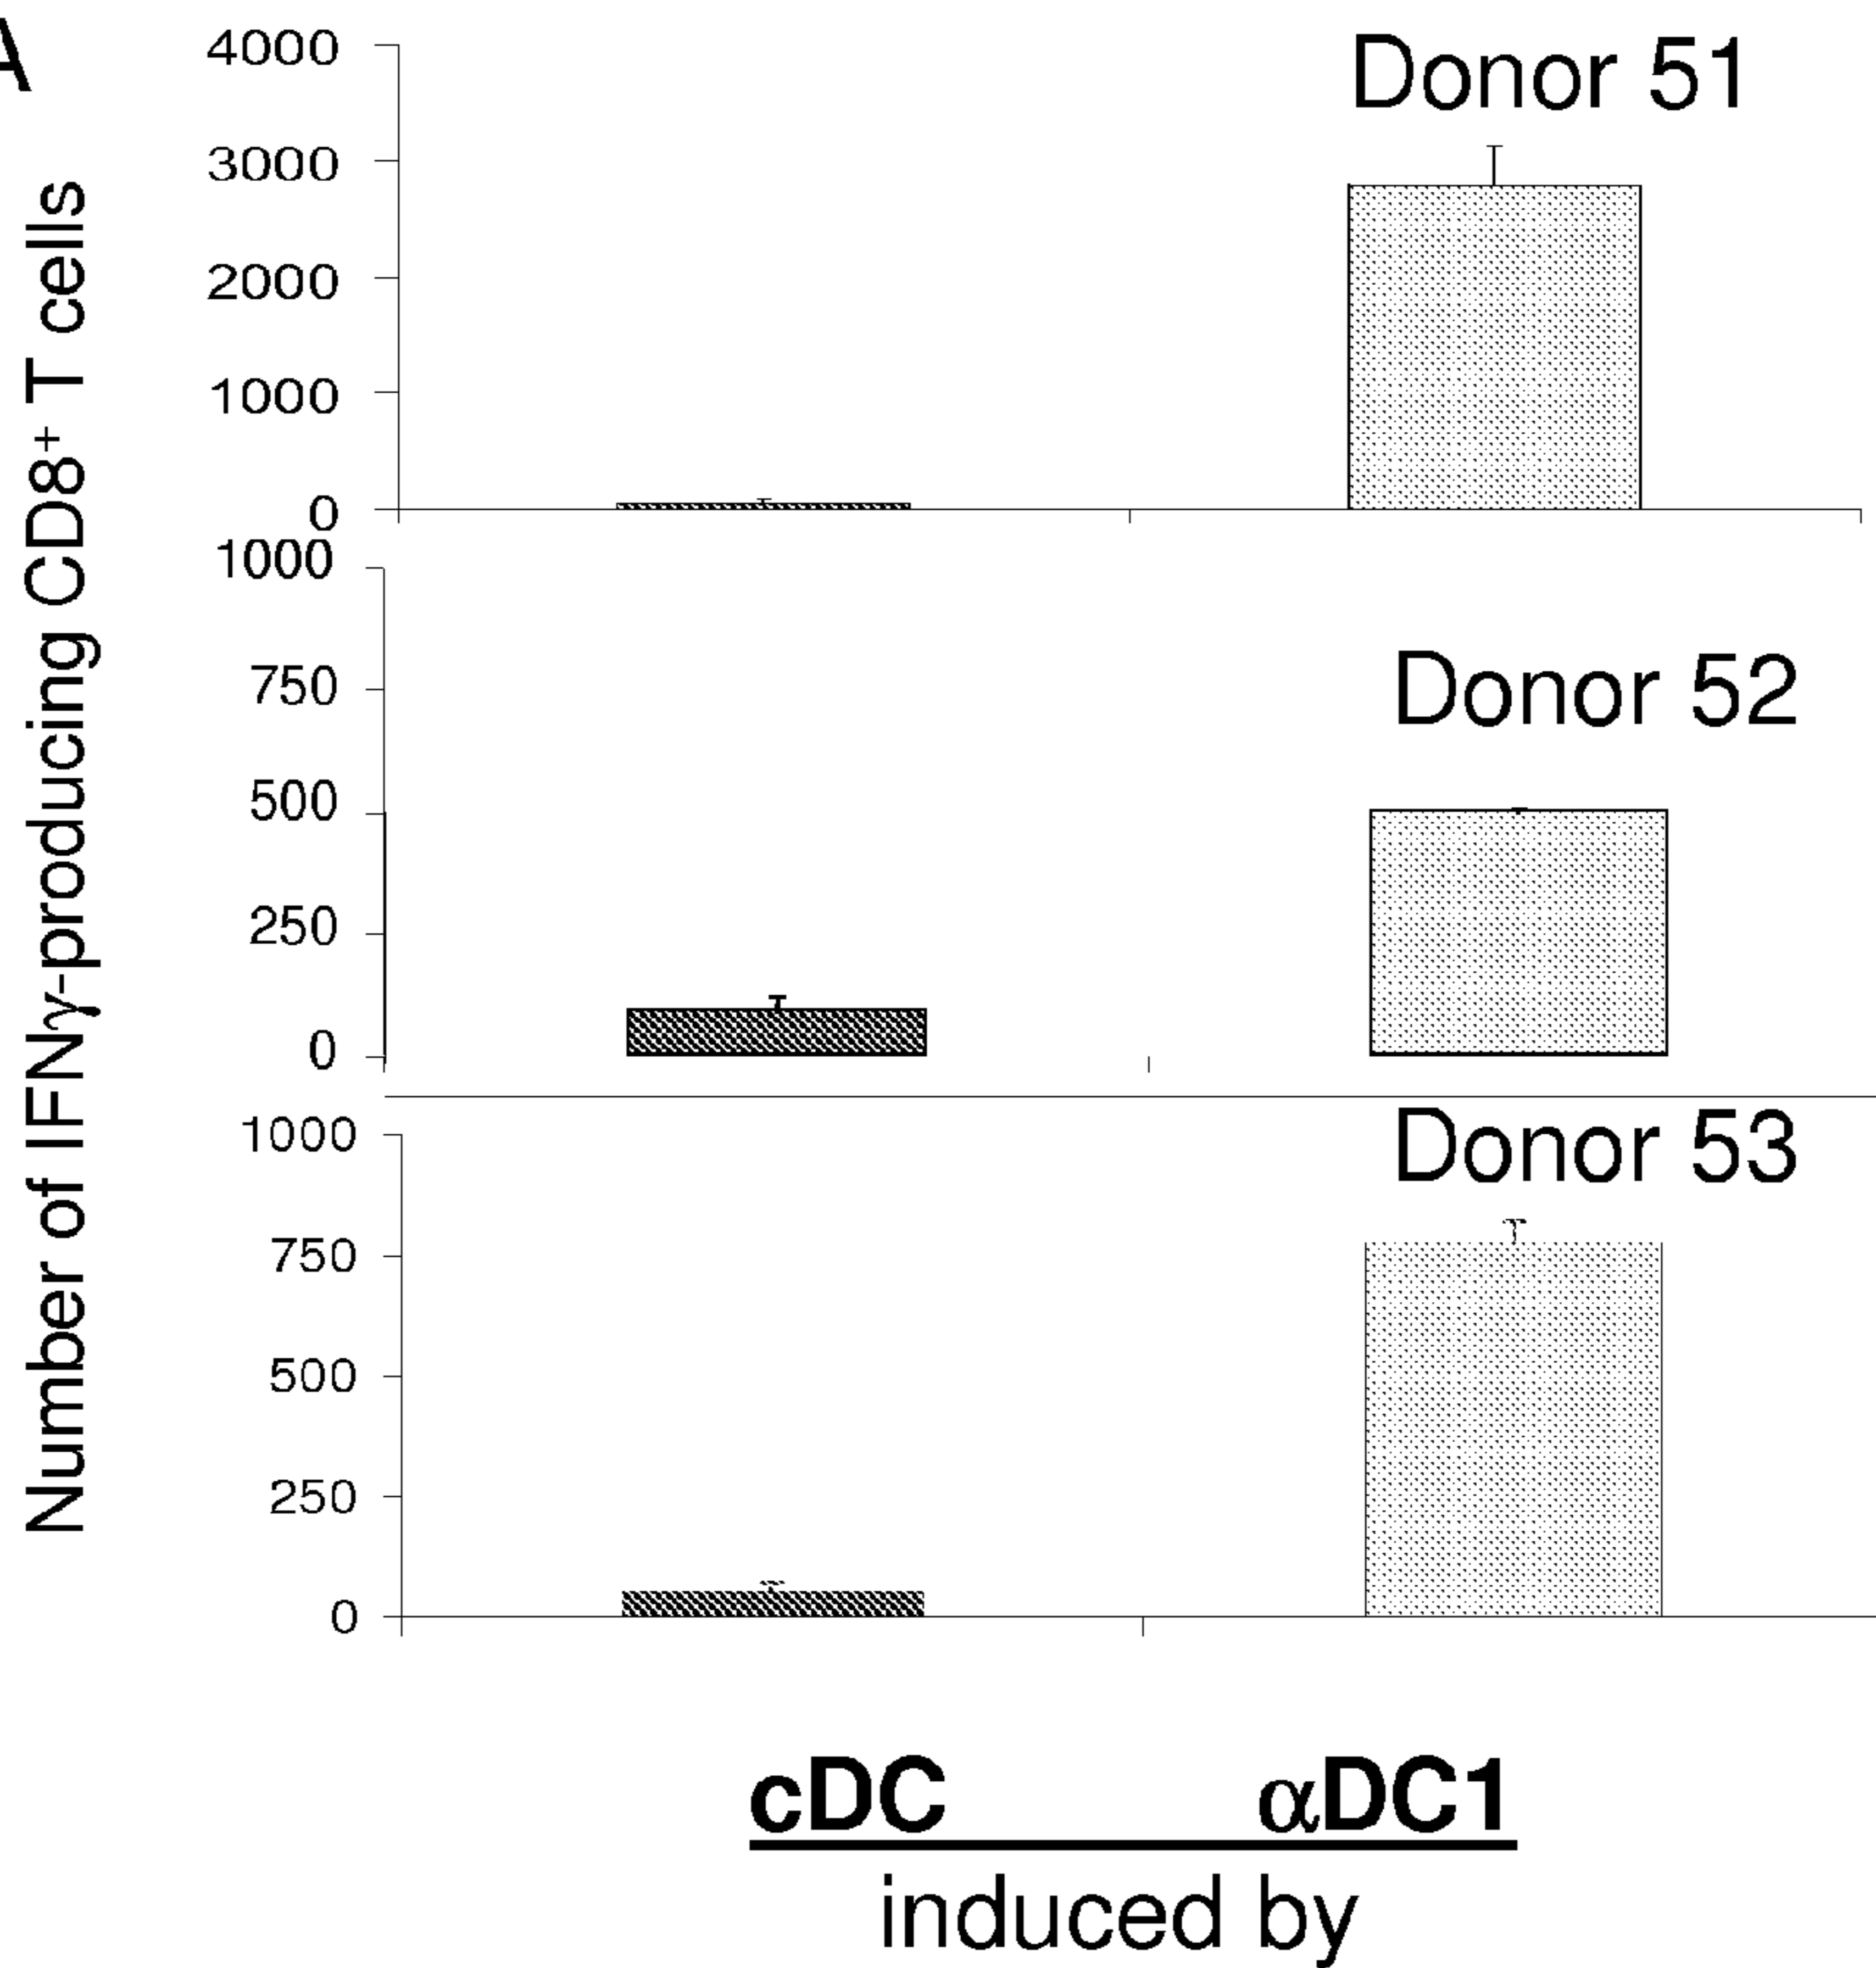 A
Number of IFNγ-producing CD8⁺ T cells
Donor 51
4000
3000
2000
1000
0
Donor 52
1000
750
500
250
0
Donor 53
1000
750
500
250
0
cDC αDC1
induced by